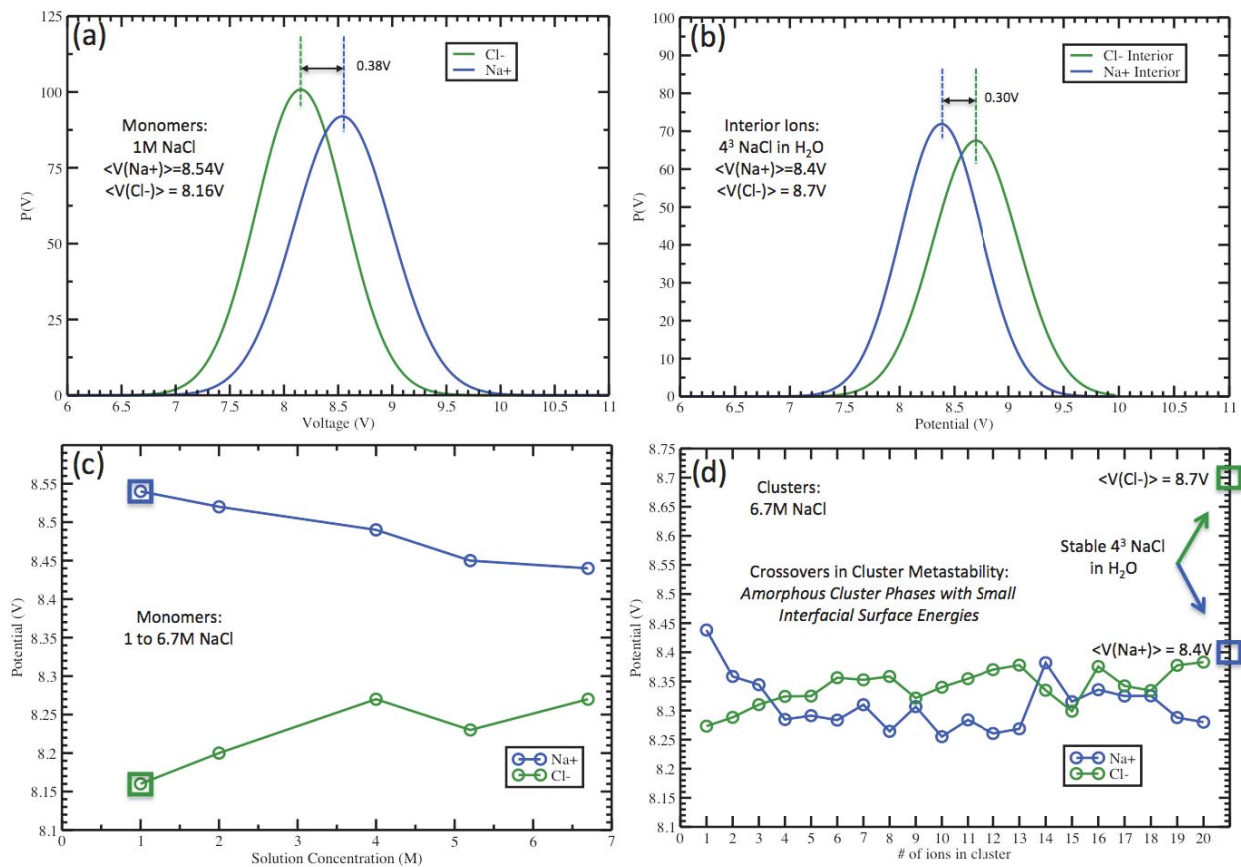 (a)
Cl-
Na+
0.38V
Monomers:
1M NaCl
<V(Na+)>=8.54V
<V(Cl-)> = 8.16V
P(V)
125
100
75
50
25
0
6 6.5 7 7.5 8 8.5 9 9.5 10 10.5 11
Voltage (V)
(b)
Cl- Interior
Na+ Interior
0.30V
Interior Ions:
4³ NaCl in H₂O
<V(Na+)>=8.4V
<V(Cl-)> = 8.7V
P(V)
100
90
80
70
60
50
40
30
20
10
0
6 6.5 7.5 8 8.5 9.0 9.5 10.0 10.5 11
Potential (V)
(c)
Monomers:
1 to 6.7M NaCl
Na+
Cl-
Potential (V)
8.55
8.5
8.45
8.4
8.35
8.3
8.25
8.2
8.15
8.1
0 1 2 3 4 5 6 7
Solution Concentration (M)
(d)
Clusters:
6.7M NaCl
<V(Cl-)> = 8.7V
Stable 4³ NaCl
in H₂O
Crossovers in Cluster Metastability:
Amorphous Cluster Phases with Small
Interfacial Surface Energies
<V(Na+)> = 8.4V
Na+
Cl-
Potential (V)
8.75
8.7
8.65
8.6
8.55
8.5
8.45
8.4
8.35
8.3
8.25
8.2
8.15
8.1
1 2 3 4 5 6 7 8 9 10 11 12 13 14 15 16 17 18 19 20
# of ions in cluster